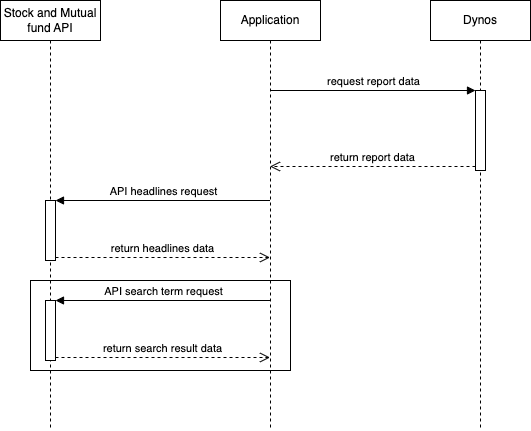 Stock and Mutual
fund API
Application
Dynos
request report data
return report data
API headlines request
return headlines data
API search term request
return search result data